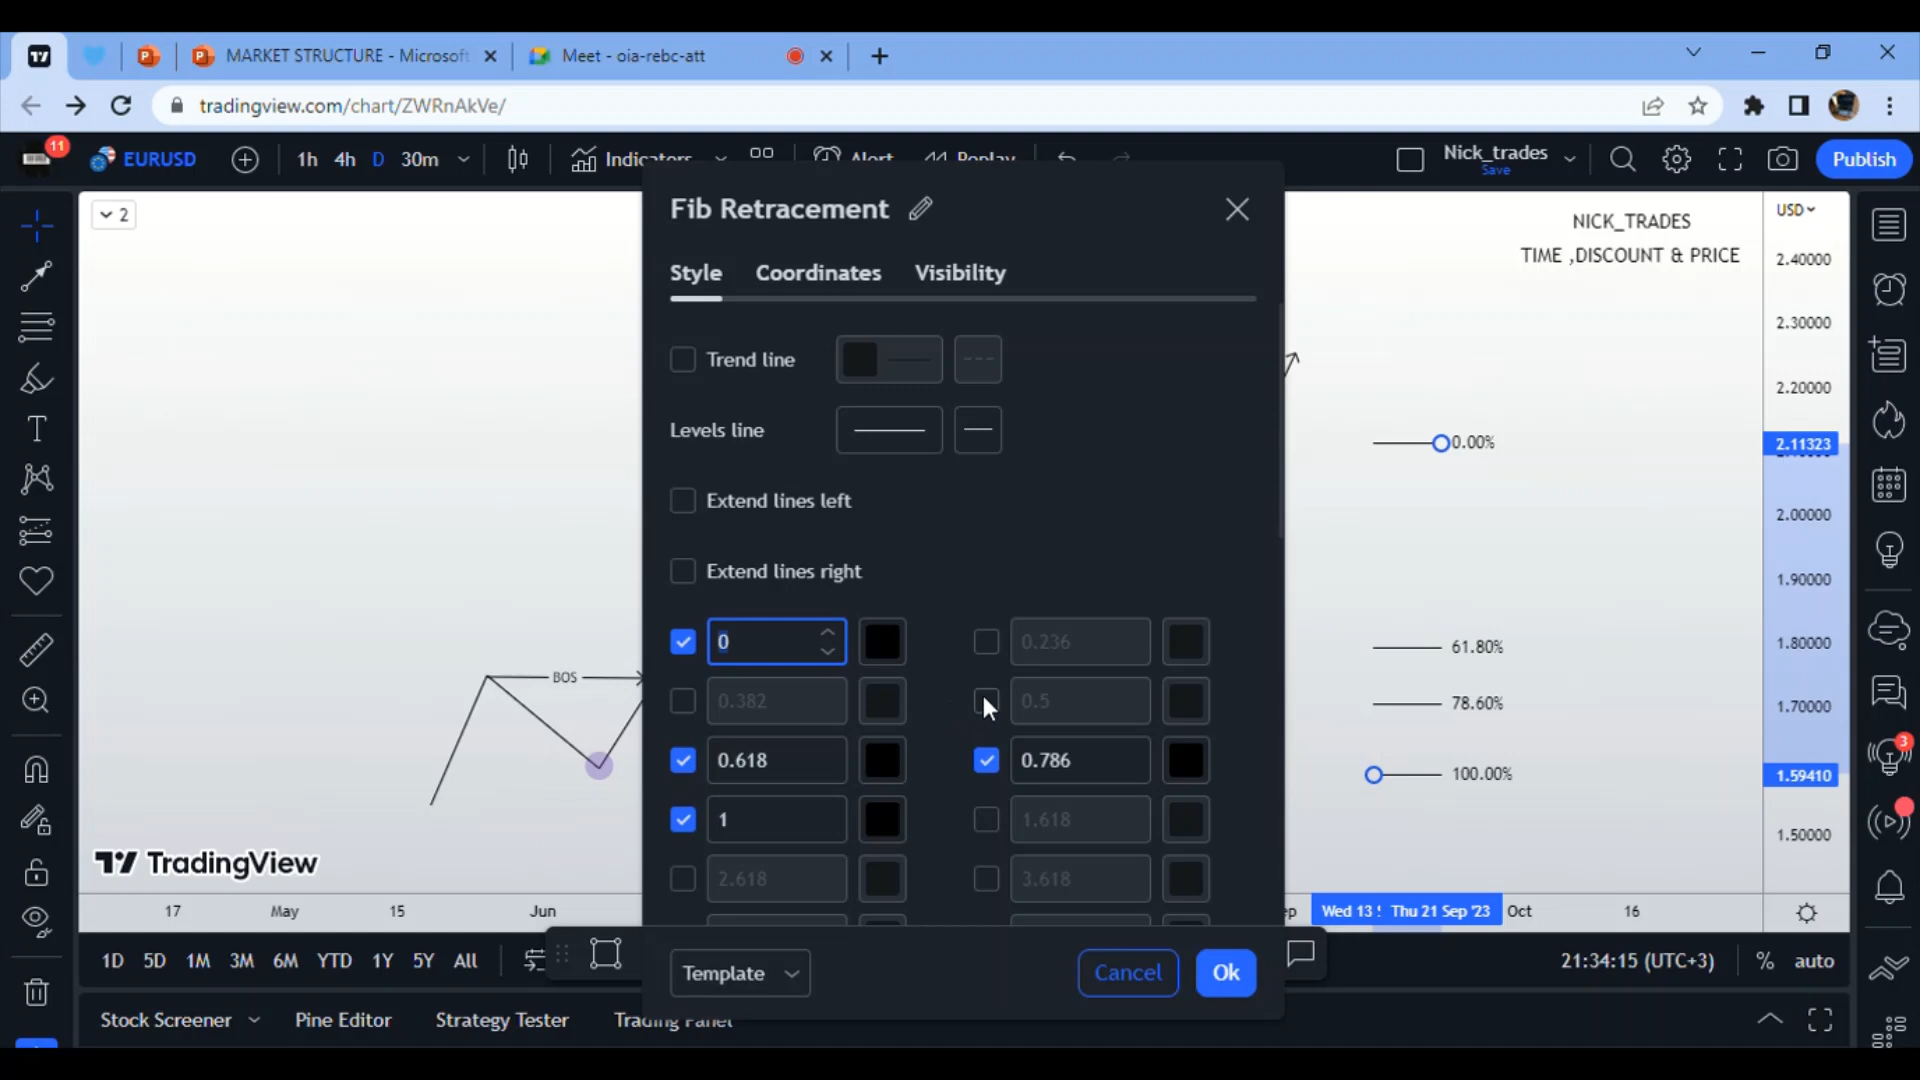 MARKET STRUCTURE - Microsoft
Meet - oia-rebc-att
tradingview.com/chart/ZWRnAkVe/
11
EURUSD
1h 4h D 30m
Indicators
Alert
Replay
Nick_trades
Save
Publish
2
Fib Retracement
Style Coordinates Visibility
Trend line
Levels line
Extend lines left
Extend lines right
0 0.236
0.382 0.5
0.618 0.786
1 1.618
2.618 3.618
Template Cancel Ok
BOS
TradingView
NICK_TRADES
TIME ,DISCOUNT & PRICE
0.00%
61.80%
78.60%
100.00%
USD
2.40000
2.30000
2.20000
2.11323
2.00000
1.90000
1.80000
1.70000
1.59410
1.50000
3
17 May 15 Jun Wed 13 Thu 21 Sep '23 Oct 16
1D 5D 1M 3M 6M YTD 1Y 5Y All
21:34:15 (UTC+3) % auto
Stock Screener Pine Editor Strategy Tester Trading Panel